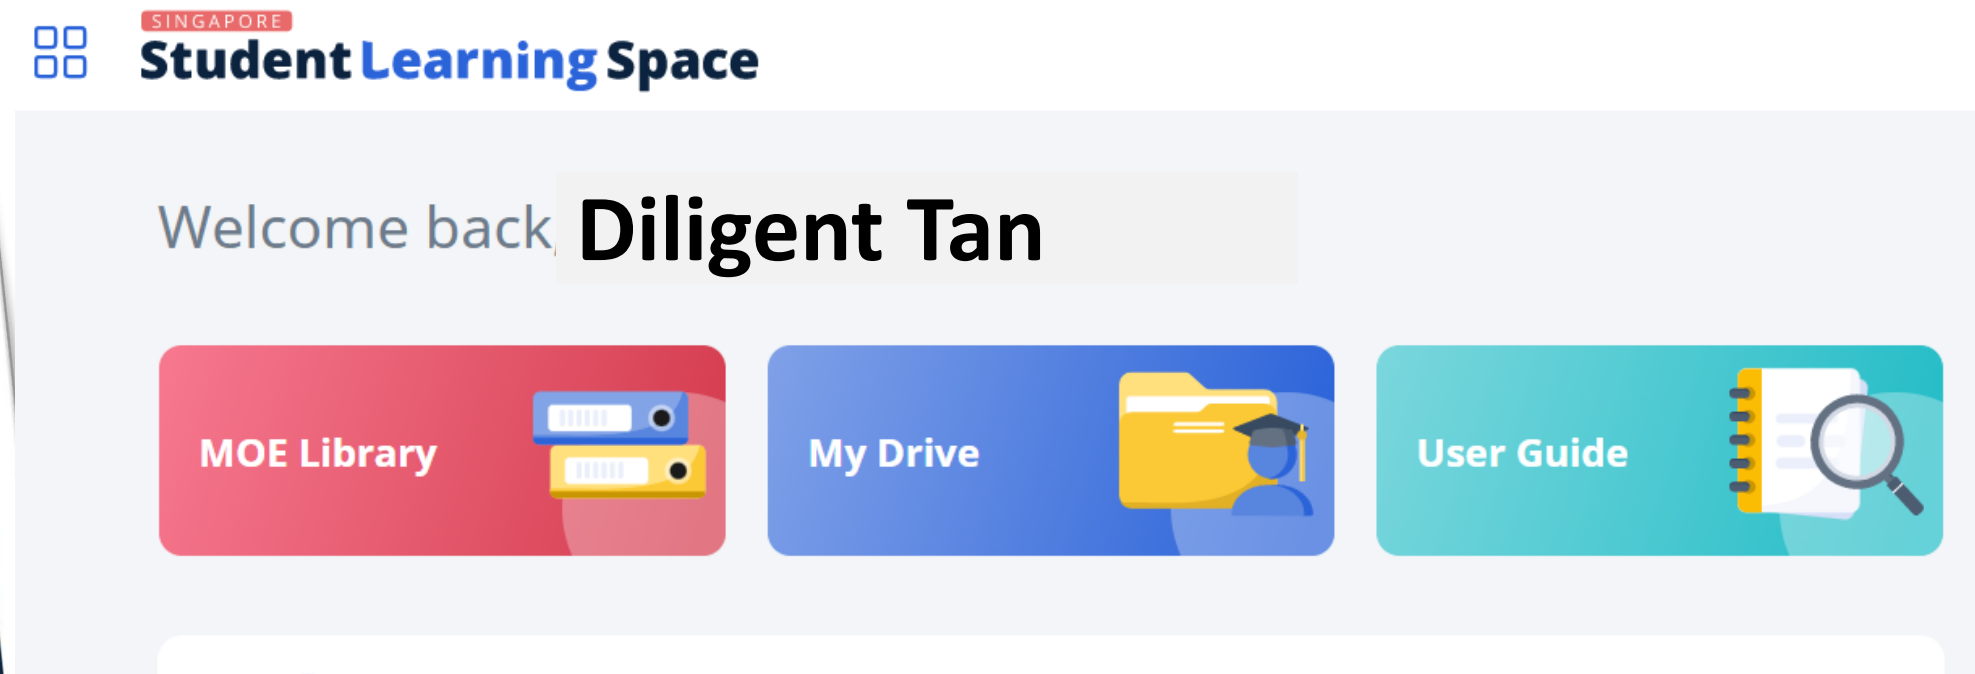 SINGAPORE
Student Learning Space
Welcome back, Diligent Tan
MOE Library
My Drive
User Guide